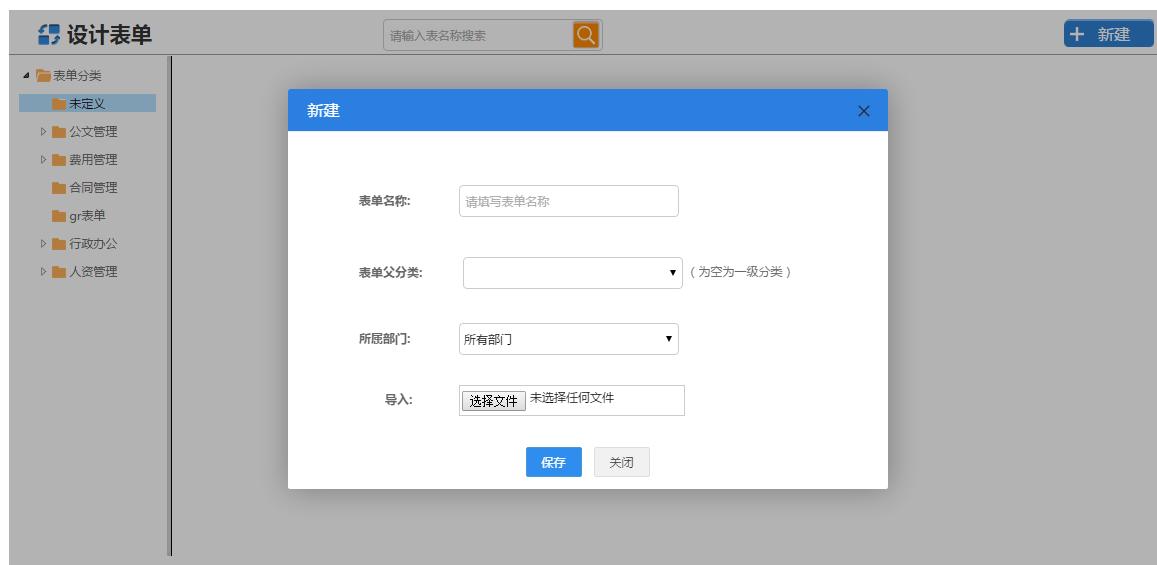 设计表单
请输入表名称搜索
新建
表单分类
未定义
公文管理
费用管理
合同管理
gr表单
行政办公
人资管理
新建
表单名称:
请填写表单名称
表单父分类:
(为空为一级分类)
所属部门:
所有部门
导入:
选择文件 未选择任何文件
保存 关闭